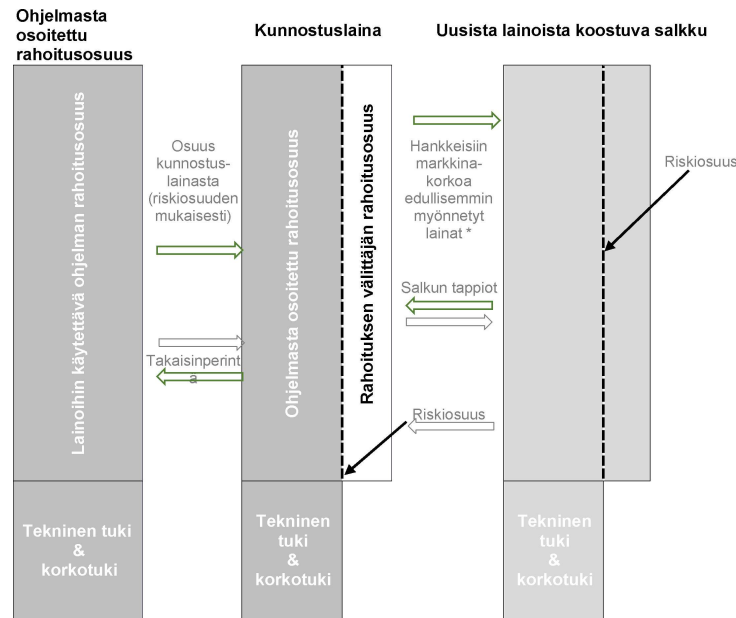 Ohjelmasta
osoitettu
rahoitusosuus
Kunnostuslaina
Uusista lainoista koostuva salkku
Lainoihin käytettävä ohjelman rahoitusosuus
Osuus
kunnostus-
lainasta
(riskiosuuden
mukaisesti)
Takaisinperint
ä
Ohjelmasta osoitettu rahoitusosuus
Rahoituksen välittäjän rahoitusosuus
Hankkeisiin
markkina-
korkoa
edullisemmin
myönnetyt
lainat *
Salkun tappiot
Riskiosuus
Riskiosuus
Tekninen tuki
&
korkotuki
Tekninen
tuki
&
korkotuki
Tekninen
tuki
&
korkotuki